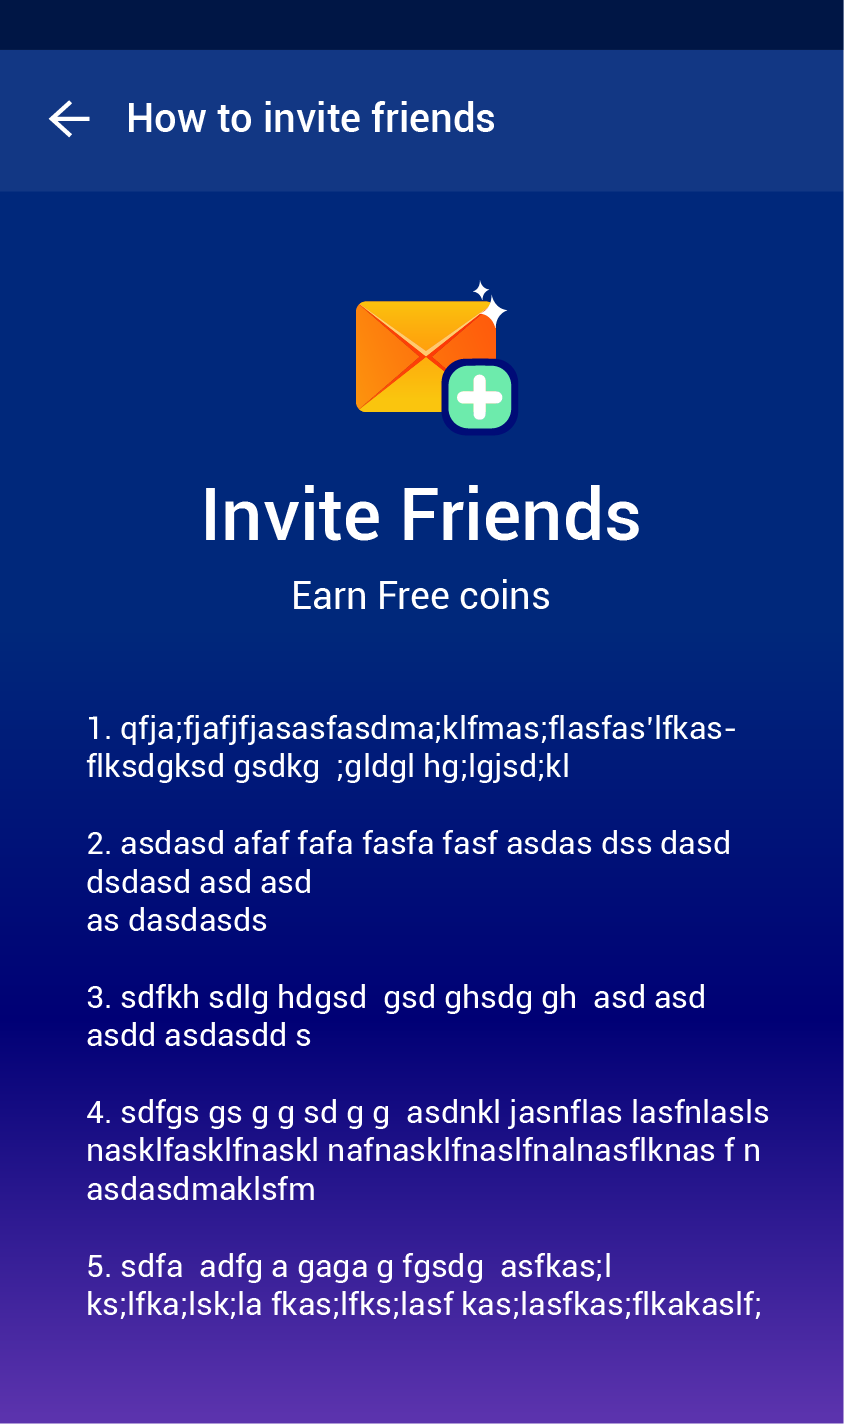 How to invite friends
Invite Friends
Earn Free coins
1. qfja;fjafjfjasasfasdma;klfmas;flasfas'lfkas-
flksdgksd gsdkg  ;gldgl hg;lgjsd;kl
2. asdasd afaf fafa fasfa fasf asdas dss dasd
dsdasd asd asd
as dasdasds
3. sdfkh sdlg hdgsd  gsd ghsdg gh  asd asd
asdd asdasdd s
4. sdfgs gs g g sd g g  asdnkl jasnflas lasfnlasls
nasklfasklfnaskl nafnasklfnaslfnalnasflknas f n
asdasdmaklsfm
5. sdfa  adfg a gaga g fgsdg  asfkas;l
ks;lfka;lsk;la fkas;lfks;lasf kas;lasfkas;flkakaslf;